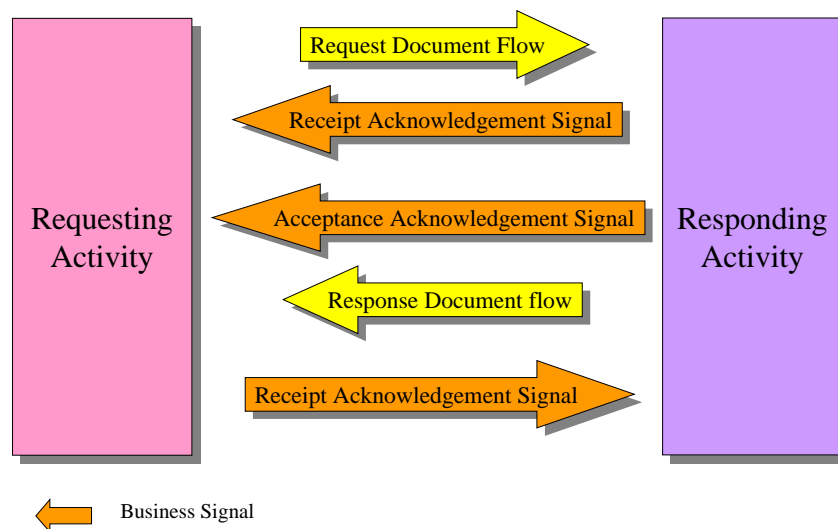 Request Document Flow
Receipt Acknowledgement Signal
Requesting
Activity
Acceptance Acknowledgement Signal
Responding
Activity
Response Document flow
Receipt Acknowledgement Signal
Business Signal